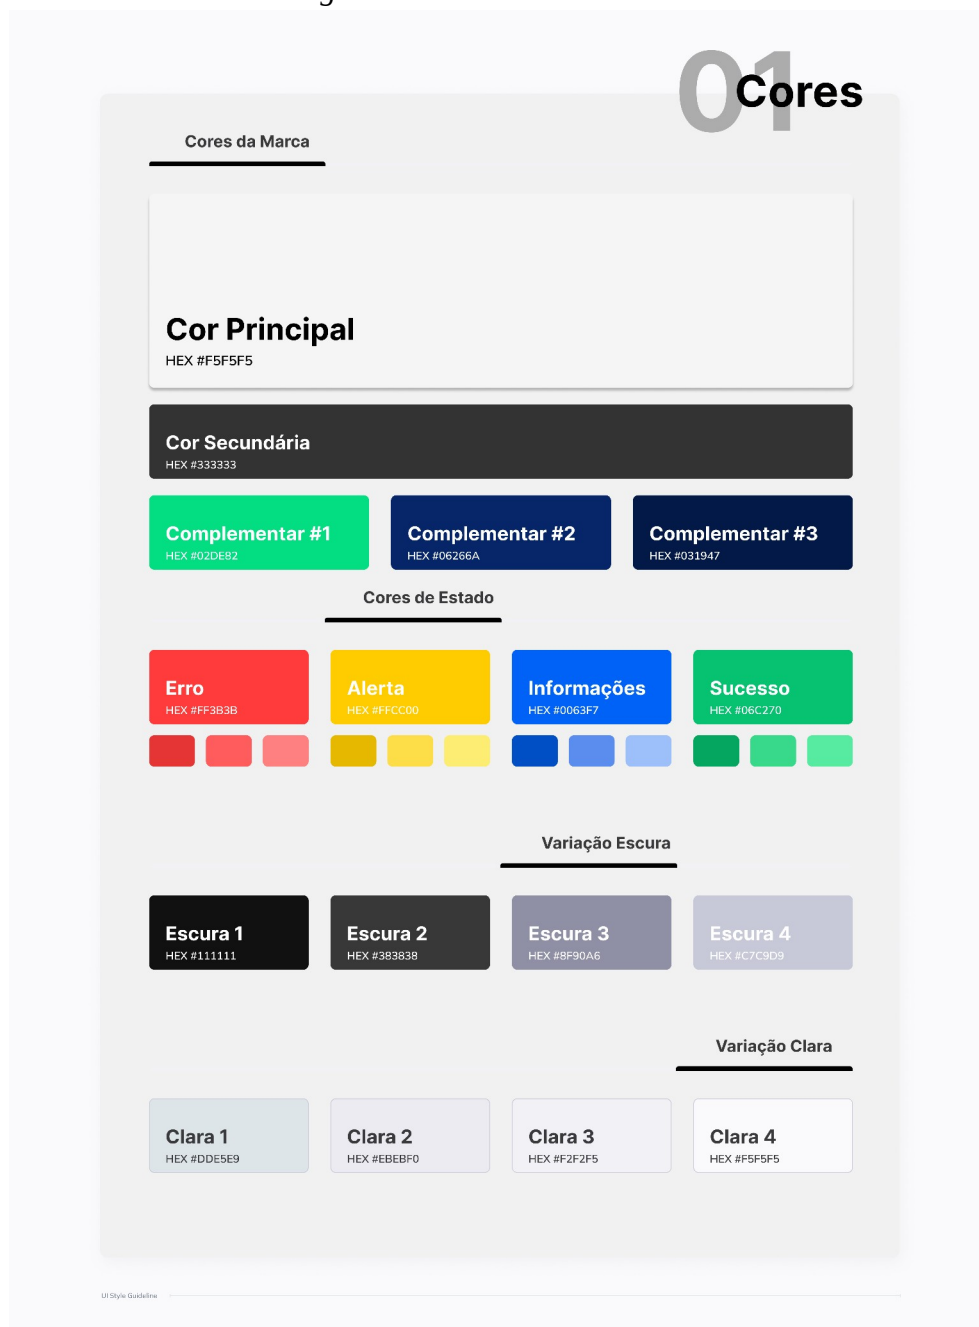 01
Cores
Cores da Marca
Cor Principal
HEX #F5F5F5
Cor Secundária
HEX #333333
Complementar #1
HEX #02DE82
Complementar #2
HEX #06266A
Complementar #3
HEX #031947
Cores de Estado
Erro
HEX #FF3B3B
Alerta
HEX #FFCC00
Informações
HEX #0063F7
Sucesso
HEX #06C270
Variação Escura
Escura 1
HEX #111111
Escura 2
HEX #383838
Escura 3
HEX #8F90A6
Escura 4
HEX #C7C9D9
Variação Clara
Clara 1
HEX #DDE5E9
Clara 2
HEX #EBEBF0
Clara 3
HEX #F2F2F5
Clara 4
HEX #F5F5F5
UI Style Guideline